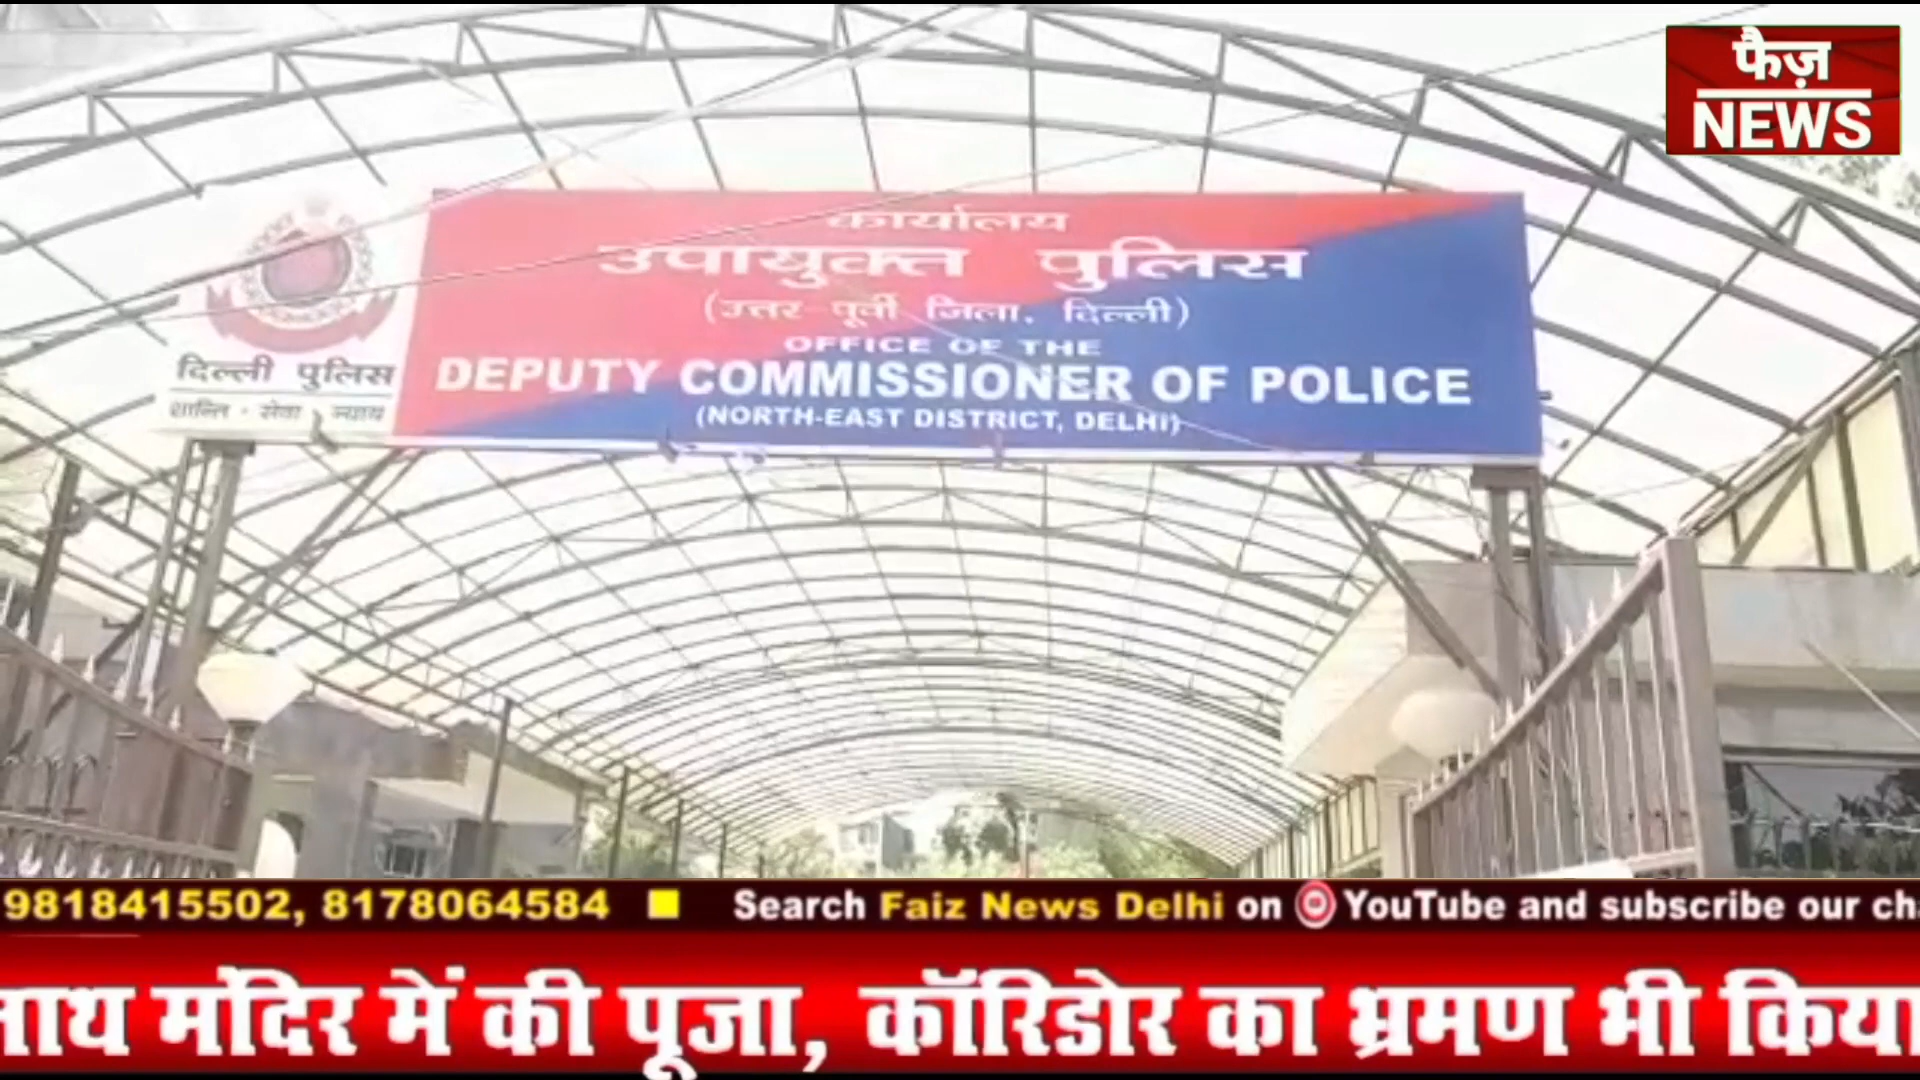 फैज़
NEWS
कार्यालय
उपायुक्त पुलिस
(उत्तर पूर्वी जिला, दिल्ली)
OFFICE OF THE
DEPUTY COMMISSIONER OF POLICE
(NORTH-EAST DISTRICT, DELHI)
दिल्ली पुलिस
शान्ति सेवा न्याय
9818415502, 8178064584 Search Faiz News Delhi on YouTube and subscribe our ch
नाथ मंदिर में की पूजा, कॉरिडोर का भ्रमण भी किया